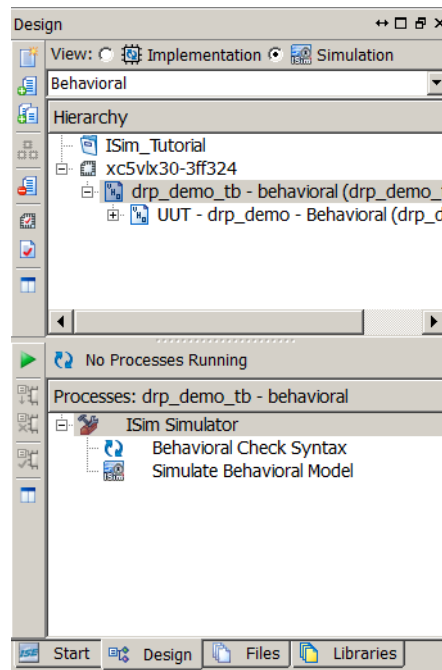 Design
View: Implementation Simulation
Behavioral
Hierarchy
ISim_Tutorial
xc5vlx30-3ff324
drp_demo_tb - behavioral (drp_demo_
UUT - drp_demo - Behavioral (drp_d
No Processes Running
Processes: drp_demo_tb - behavioral
ISim Simulator
Behavioral Check Syntax
Simulate Behavioral Model
Start Design Files Libraries